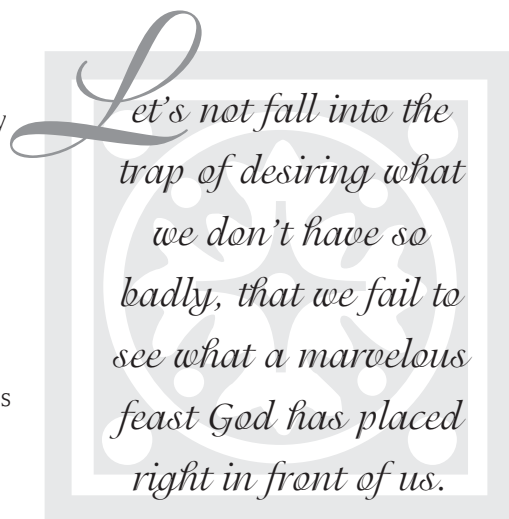 Let's not fall into the
trap of desiring what
we don't have so
badly, that we fail to
see what a marvelous
feast God has placed
right in front of us.